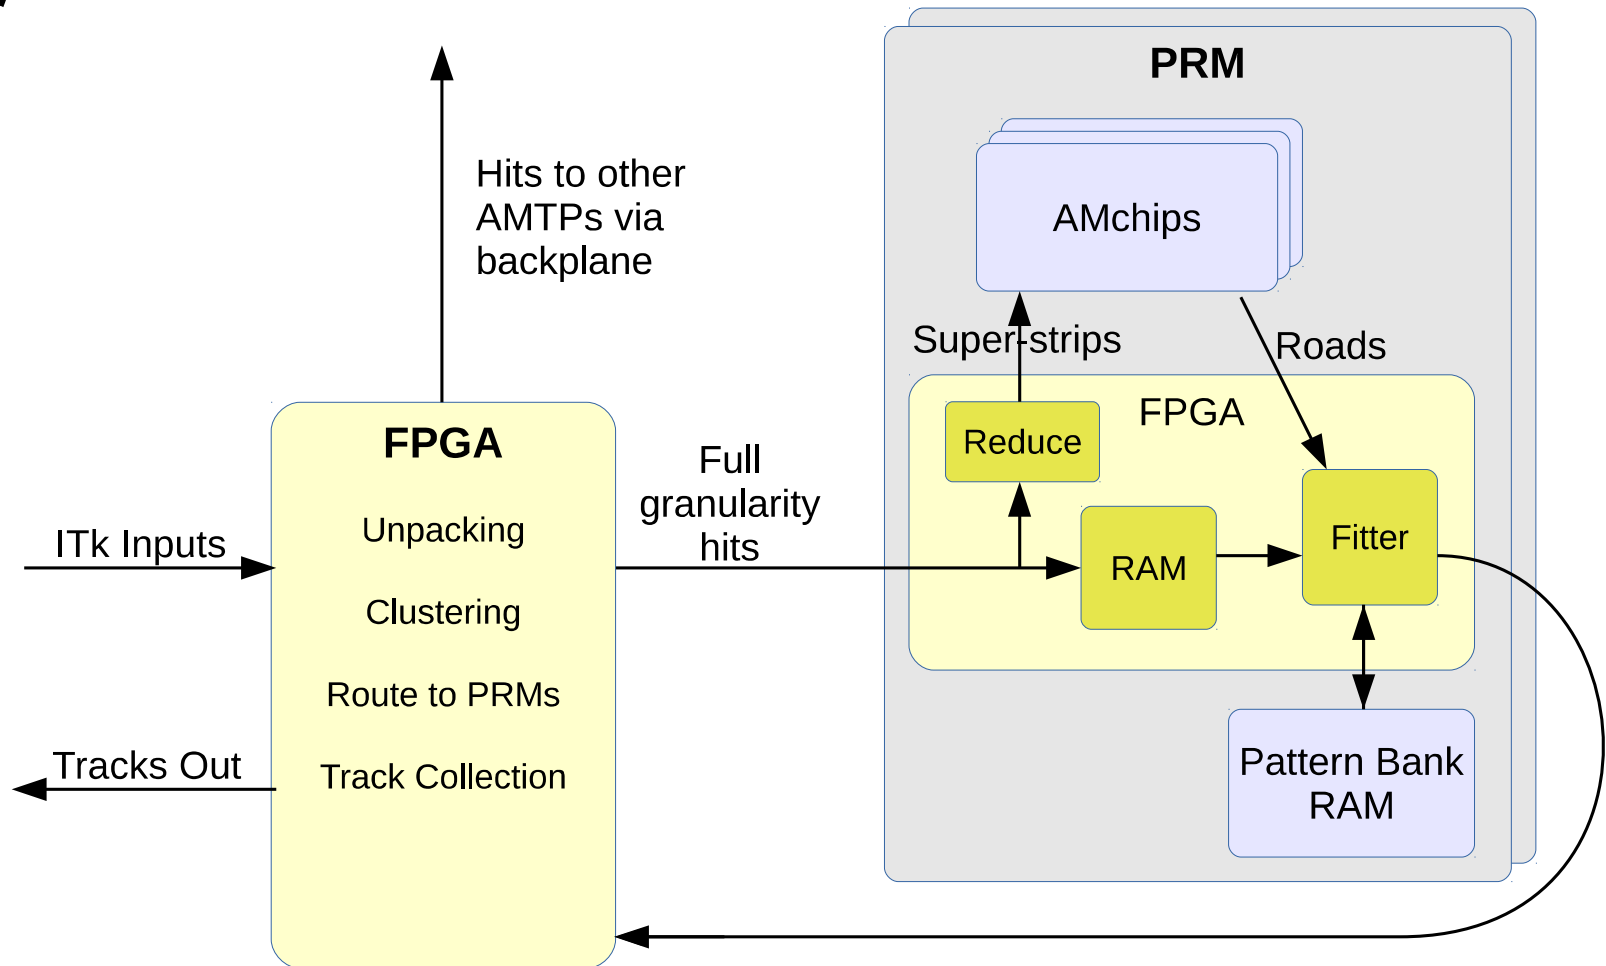 PRM
AMchips
Hits to other
AMTPs via
backplane
Super-strips
Roads
FPGA
Reduce
RAM
Fitter
Pattern Bank
RAM
FPGA
Unpacking
Clustering
Route to PRMs
Track Collection
Full
granularity
hits
ITk Inputs
Tracks Out